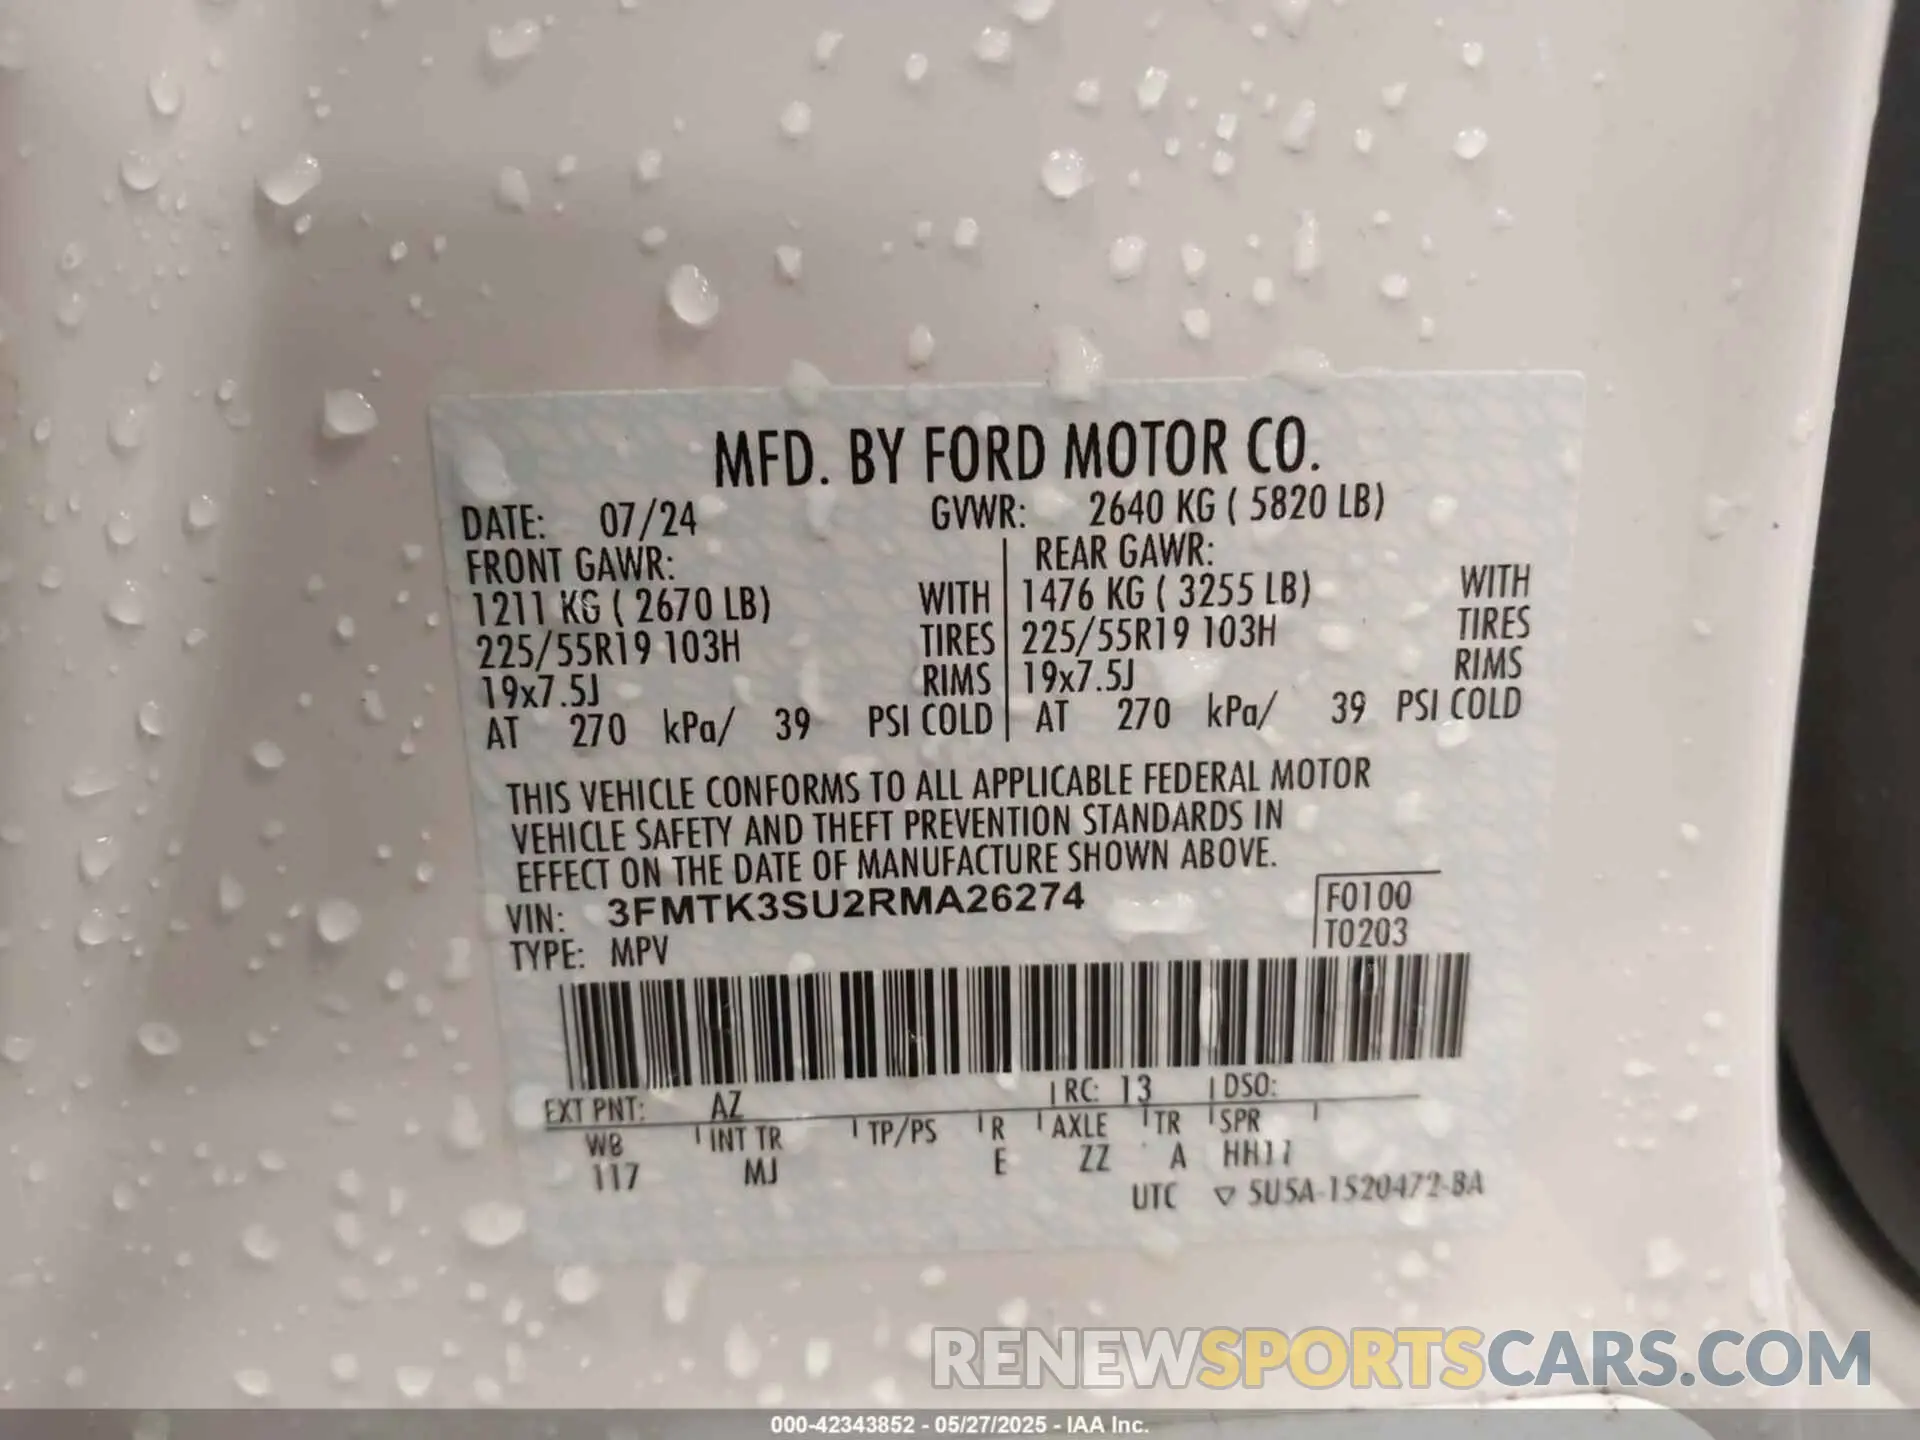 MFD. BY FORD MOTOR CO.
DATE: 07/24 GVWR: 2640 KG ( 5820 LB)
FRONT GAWR: REAR GAWR:
1211 KG ( 2670 LB) WITH 1476 KG ( 3255 LB) WITH
225/55R19 103H TIRES 225/55R19 103H TIRES
19x7.5J RIMS 19x7.5J RIMS
AT 270 kPa/ 39 PSI COLD AT 270 kPa/ 39 PSI COLD
THIS VEHICLE CONFORMS TO ALL APPLICABLE FEDERAL MOTOR
VEHICLE SAFETY AND THEFT PREVENTION STANDARDS IN
EFFECT ON THE DATE OF MANUFACTURE SHOWN ABOVE.
VIN: 3FMTK3SU2RMA26274 F0100
TYPE: MPV T0203
EXT PNT: AZ RC: 13 DSO:
WB INT TR TP/PS R AXLE TR SPR
117 MJ E ZZ A HH11
UTC ▽ 5U5A-1520472-BA
RENEWSPORTSCARS.COM
000-42343852 - 05/27/2025 - IAA Inc.